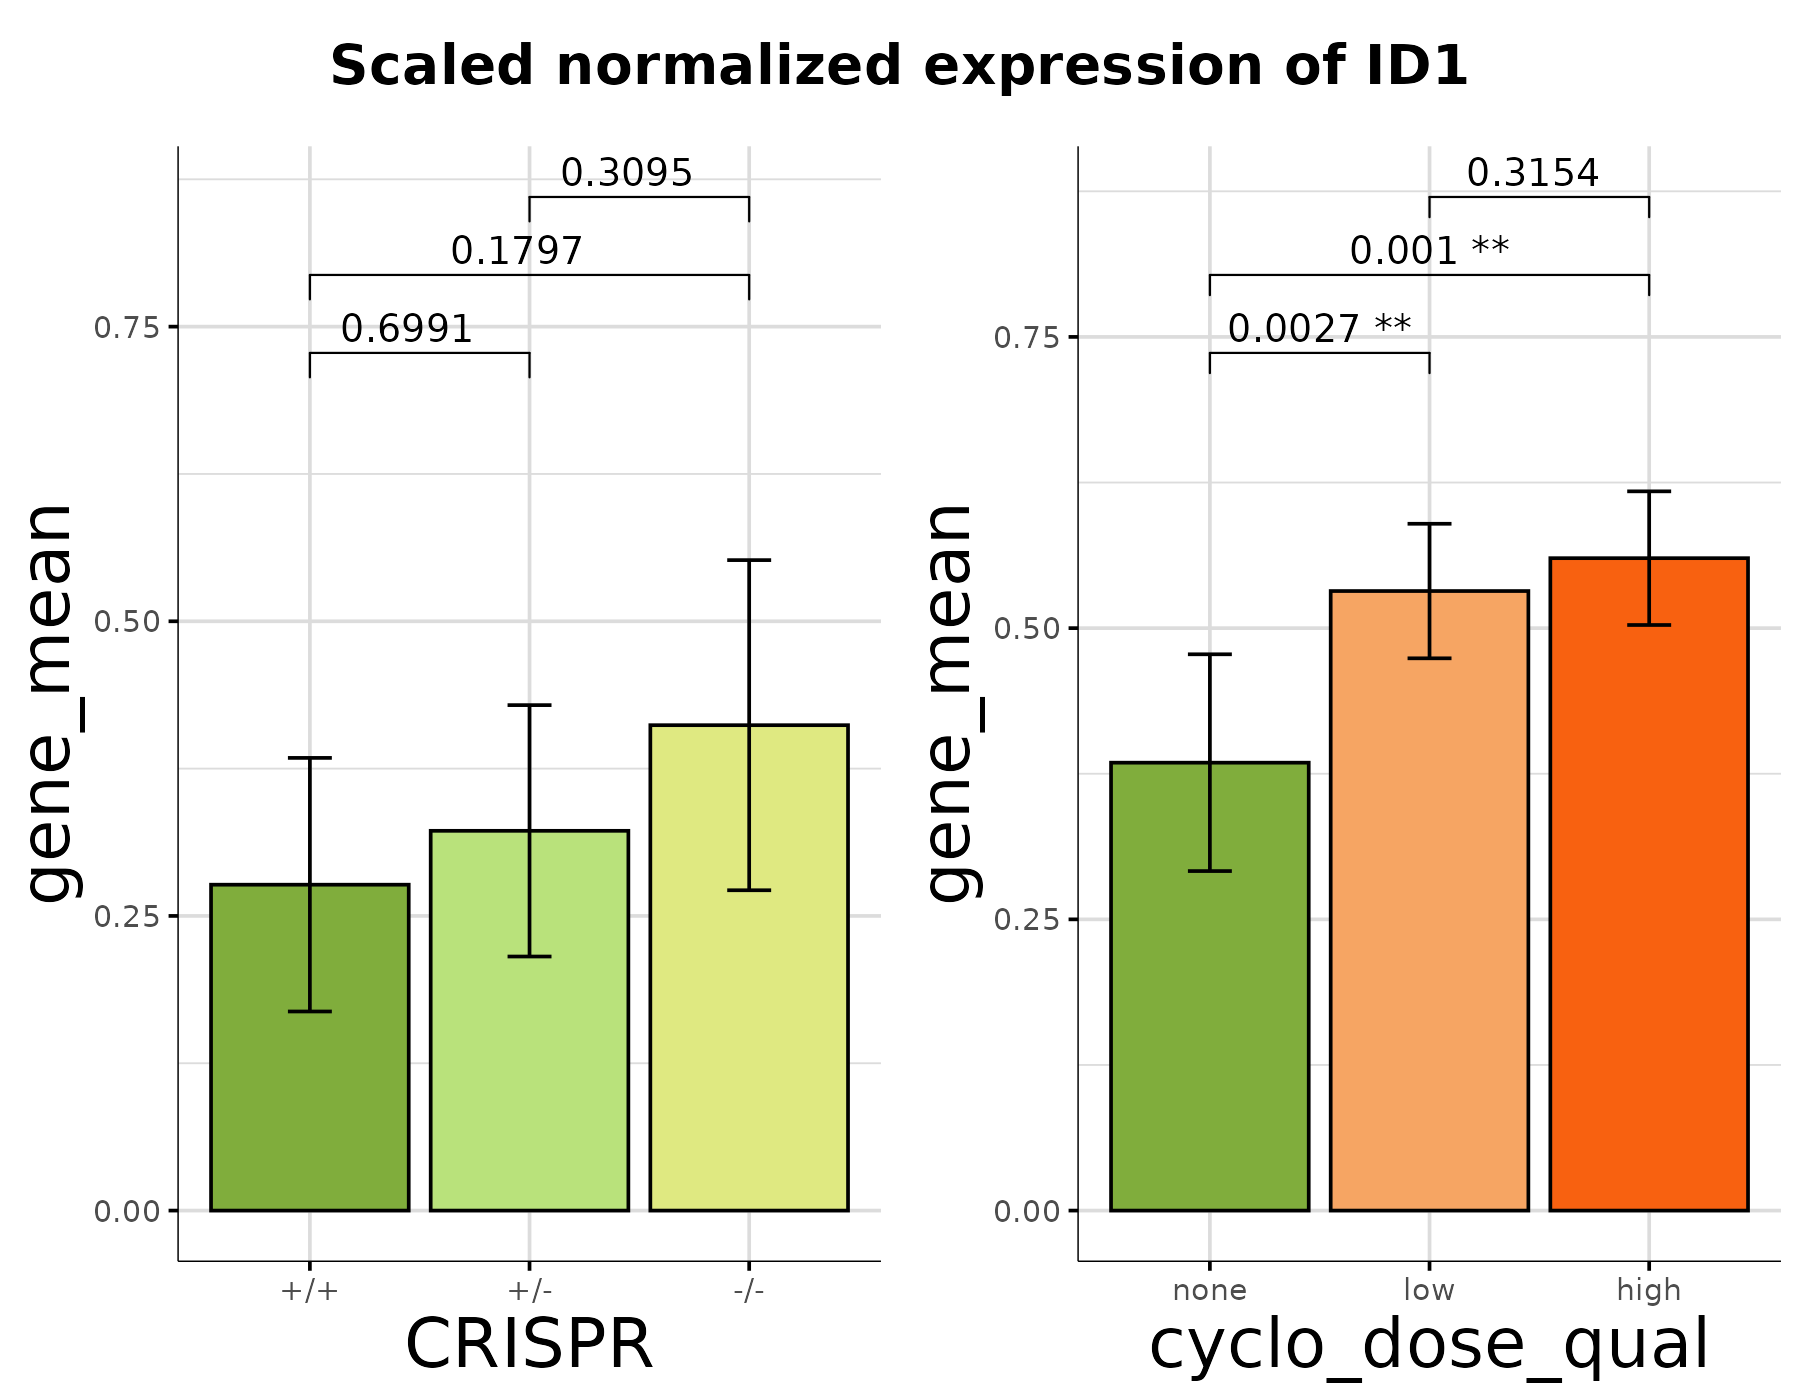 Scaled normalized expression of ID1
gene_mean
0.75
0.50
0.25
0.00
0.3095
0.1797
0.6991
+/+
+/-
-/-
CRISPR
gene_mean
0.75
0.50
0.25
0.00
0.3154
0.001 **
0.0027 **
none
low
high
cyclo_dose_qual